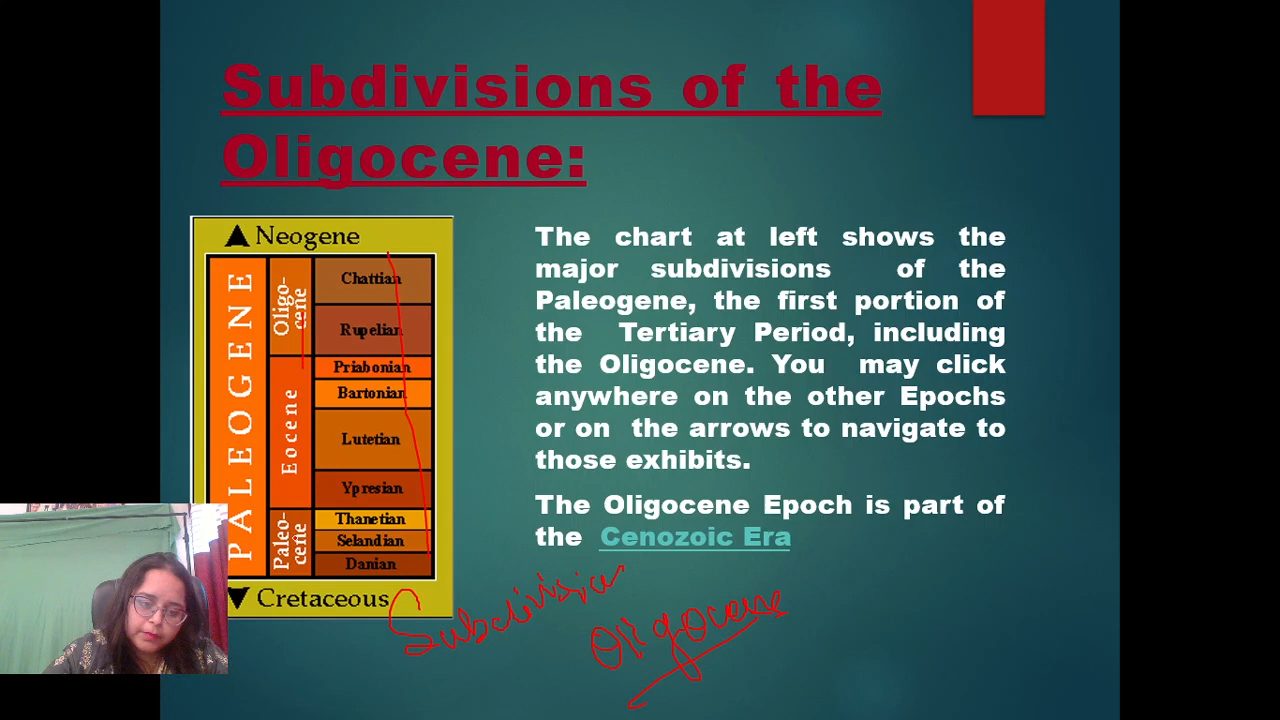 Subdivisions of the
Oligocene:
▲ Neogene
PALEOGENE
Oligo-
cene
Eocene
Paleo-
cene
Chattian
Rupelian
Priabonian
Bartonian
Lutetian
Ypresian
Thanetian
Selandian
Danian
▼ Cretaceous
The chart at left shows the
major subdivisions of the
Paleogene, the first portion of
the Tertiary Period, including
the Oligocene. You may click
anywhere on the other Epochs
or on the arrows to navigate to
those exhibits.
The Oligocene Epoch is part of
the Cenozoic Era
Oligocene